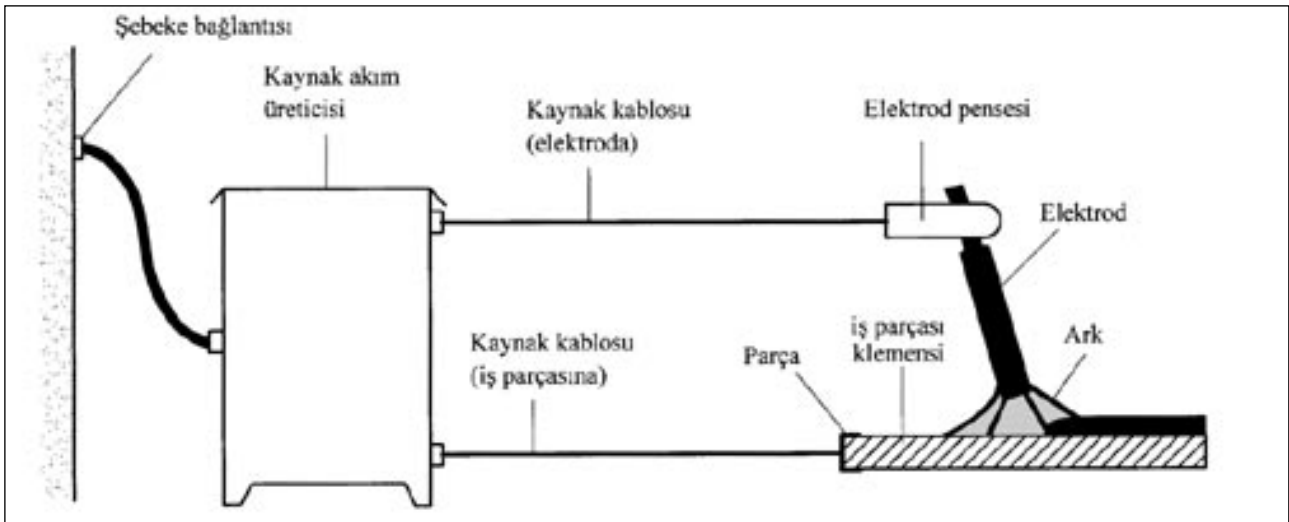 Şebeke bağlantısı
Kaynak akım
üreticisi
Kaynak kablosu
(elektroda)
Elektrod pensesi
Elektrod
Kaynak kablosu
(iş parçasına)
Parça
iş parçası
klemensi
Ark